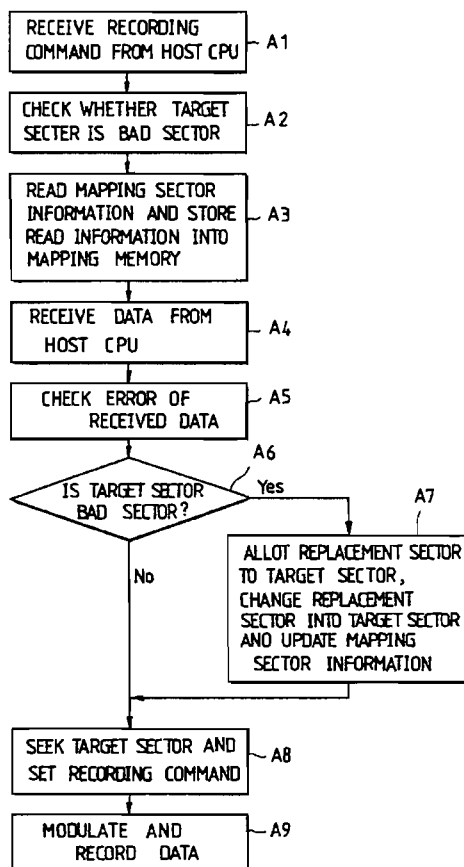 RECEIVE RECORDING
COMMAND FROM HOST CPU
A1
CHECK WHETHER TARGET
SECTER IS BAD SECTOR
A2
READ MAPPING SECTOR
INFORMATION AND STORE
READ INFORMATION INTO
MAPPING MEMORY
A3
RECEIVE DATA FROM
HOST CPU
A4
CHECK ERROR OF
RECEIVED DATA
A5
A6
IS TARGET SECTOR
BAD SECTOR?
Yes
No
A7
ALLOT REPLACEMENT SECTOR
TO TARGET SECTOR,
CHANGE REPLACEMENT
SECTOR INTO TARGET SECTOR
AND UPDATE MAPPING
SECTOR INFORMATION
SEEK TARGET SECTOR AND
SET RECORDING COMMAND
A8
MODULATE AND
RECORD DATA
A9